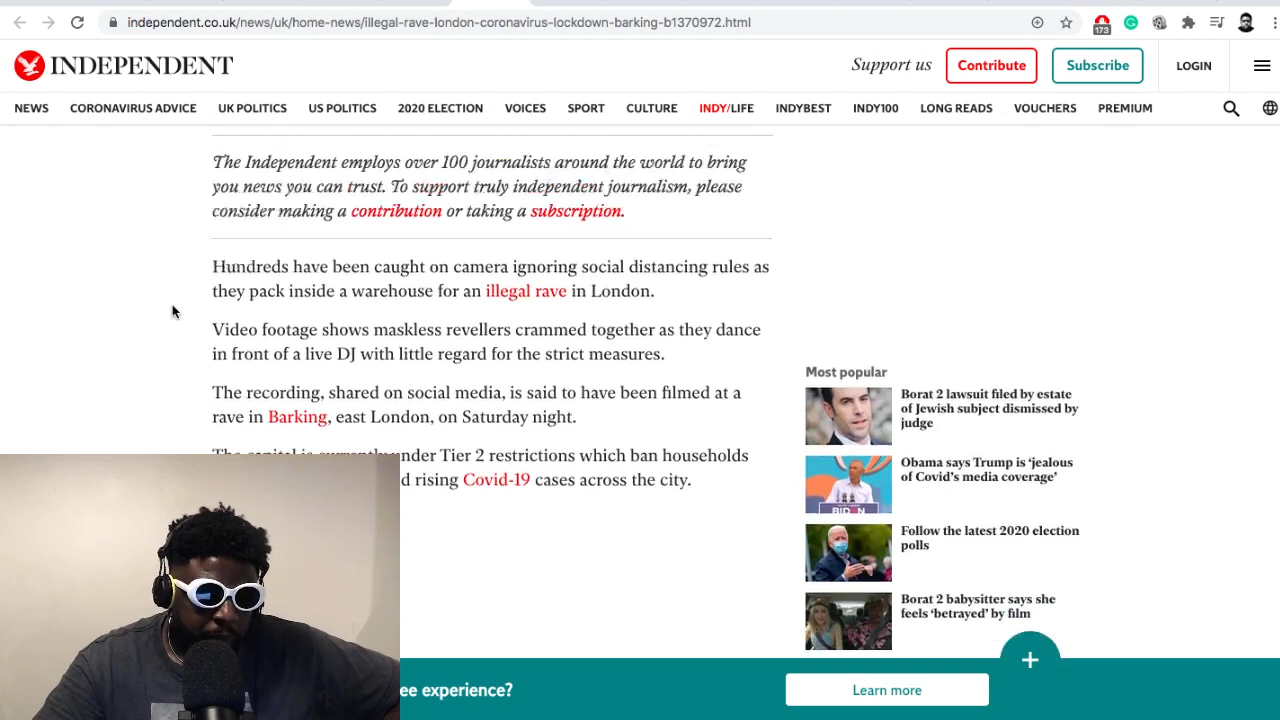 independent.co.uk/news/uk/home-news/illegal-rave-london-coronavirus-lockdown-barking-b1370972.html
173
INDEPENDENT
Support us
Contribute
Subscribe
LOGIN
NEWS
CORONAVIRUS ADVICE
UK POLITICS
US POLITICS
2020 ELECTION
VOICES
SPORT
CULTURE
INDY/LIFE
INDYBEST
INDY100
LONG READS
VOUCHERS
PREMIUM
The Independent employs over 100 journalists around the world to bring
you news you can trust. To support truly independent journalism, please
consider making a contribution or taking a subscription.
Hundreds have been caught on camera ignoring social distancing rules as
they pack inside a warehouse for an illegal rave in London.
Video footage shows maskless revellers crammed together as they dance
in front of a live DJ with little regard for the strict measures.
The recording, shared on social media, is said to have been filmed at a
rave in Barking, east London, on Saturday night.
The capital is currently under Tier 2 restrictions which ban households
d rising Covid-19 cases across the city.
Most popular
Borat 2 lawsuit filed by estate
of Jewish subject dismissed by
judge
Obama says Trump is ‘jealous
of Covid’s media coverage’
BIDEN
Follow the latest 2020 election
polls
Borat 2 babysitter says she
feels ‘betrayed’ by film
+
ee experience?
Learn more